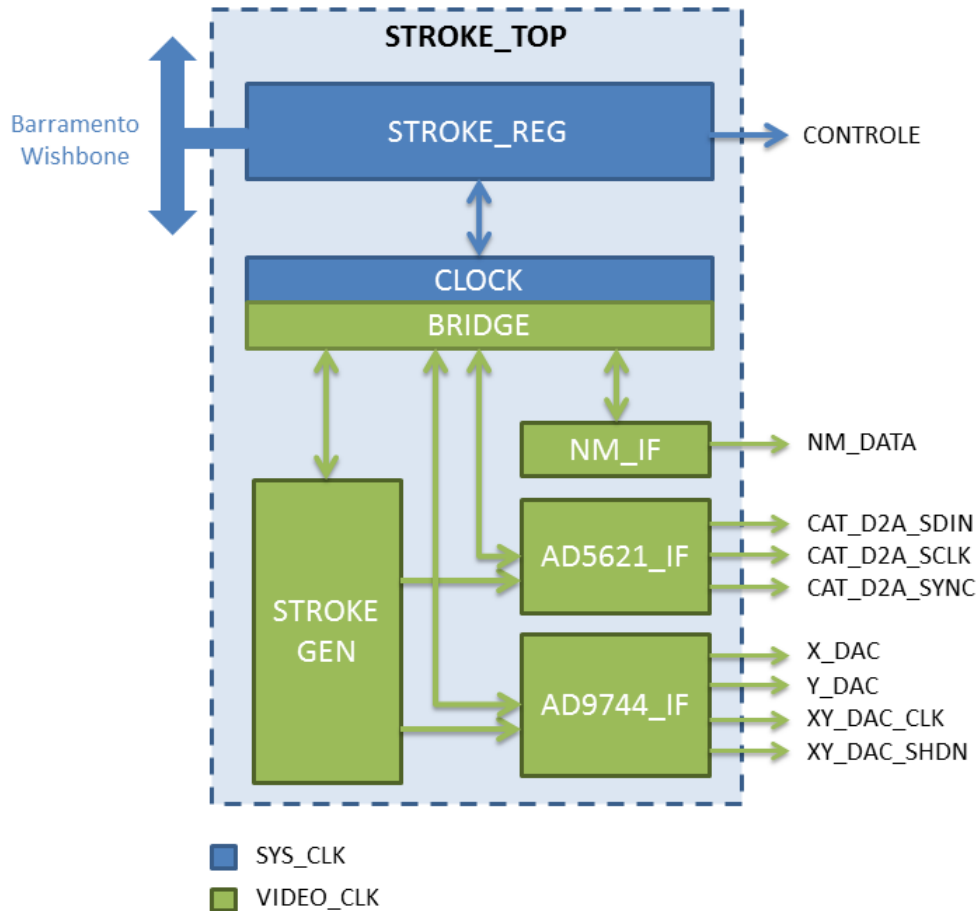 STROKE_TOP
Barramento
Wishbone
STROKE_REG
CONTROLE
CLOCK
BRIDGE
NM_IF
NM_DATA
STROKE
GEN
AD5621_IF
CAT_D2A_SDIN
CAT_D2A_SCLK
CAT_D2A_SYNC
AD9744_IF
X_DAC
Y_DAC
XY_DAC_CLK
XY_DAC_SHDN
SYS_CLK
VIDEO_CLK